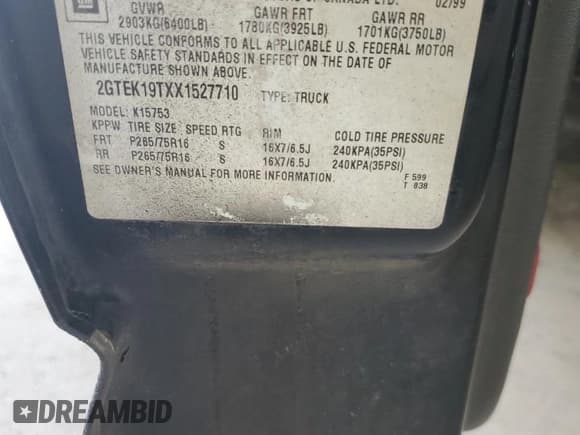 GM
OF CANADA LTD. 02/99
GVWR GAWR FRT GAWR RR
2903KG(6400LB) 1780KG(3925LB) 1701KG(3750LB)
THIS VEHICLE CONFORMS TO ALL APPLICABLE U.S. FEDERAL MOTOR
VEHICLE SAFETY STANDARDS IN EFFECT ON THE DATE OF
MANUFACTURE SHOWN ABOVE.
2GTEK19TXX1527710 TYPE: TRUCK
MODEL: K15753
KPPW TIRE SIZE SPEED RTG RIM COLD TIRE PRESSURE
FRT P265/75R16 S 16X7/6.5J 240KPA(35PSI)
RR P265/75R16 S 16X7/6.5J 240KPA(35PSI)
SEE OWNER'S MANUAL FOR MORE INFORMATION.
F 599
T 838
DREAMBID